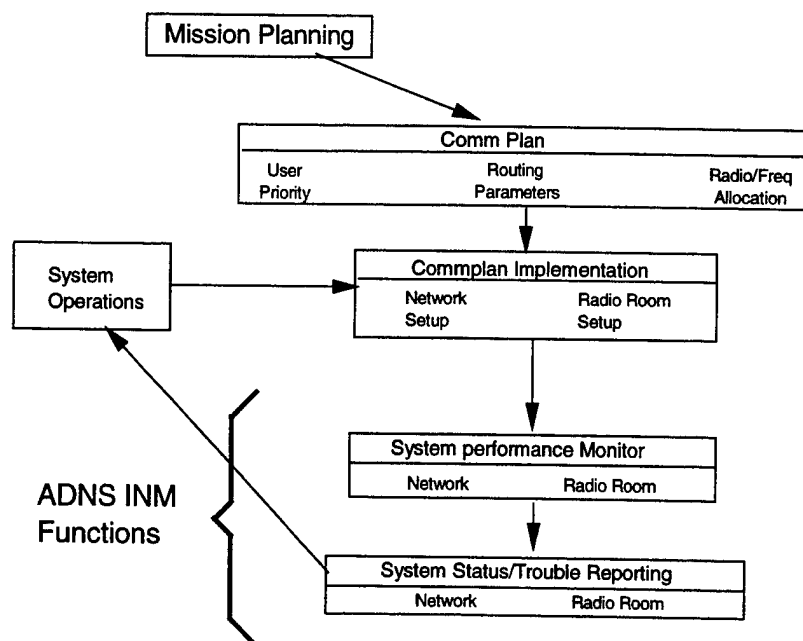 Mission Planning
Comm Plan
User Priority
Routing Parameters
Radio/Freq Allocation
System Operations
Commplan Implementation
Network Setup
Radio Room Setup
System performance Monitor
Network
Radio Room
ADNS INM
Functions
System Status/Trouble Reporting
Network
Radio Room